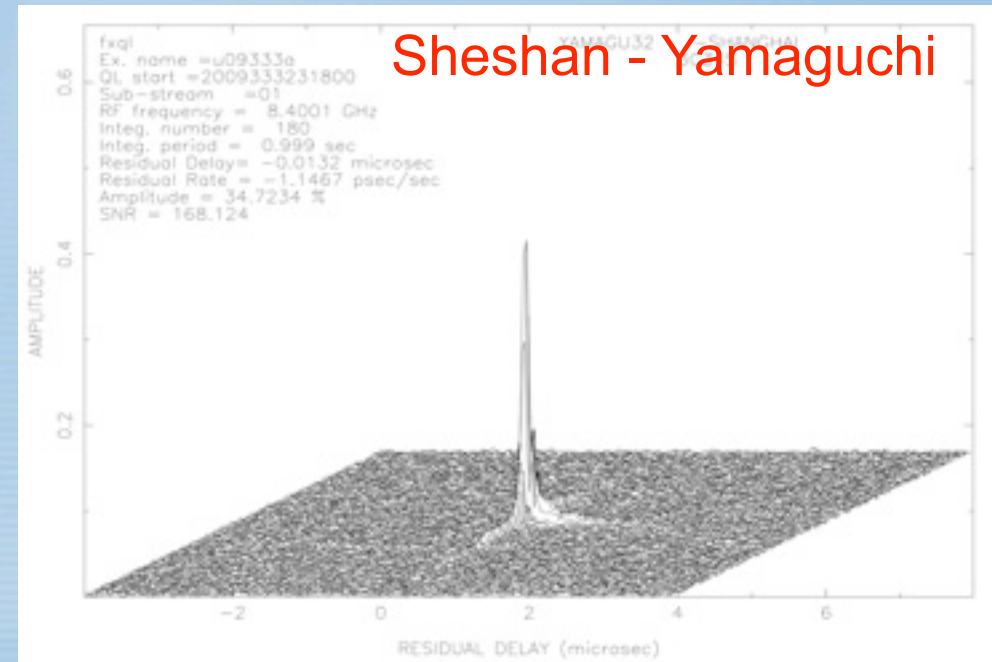 Sheshan - Yamaguchi
YAMAGU32 -SHANGHAI
fxql
Ex. name =u09333a
QL start =2009333231800
Sub-stream =01
RF frequency = 8.4001 GHz
Integ. number = 180
Integ. period = 0.999 sec
Residual Delay= -0.0132 microsec
Residual Rate = -1.1467 psec/sec
Amplitude = 34.7234 %
SNR = 168.124
AMPLITUDE
0.6
0.4
0.2
-2 0 2 4 6
RESIDUAL DELAY (microsec)